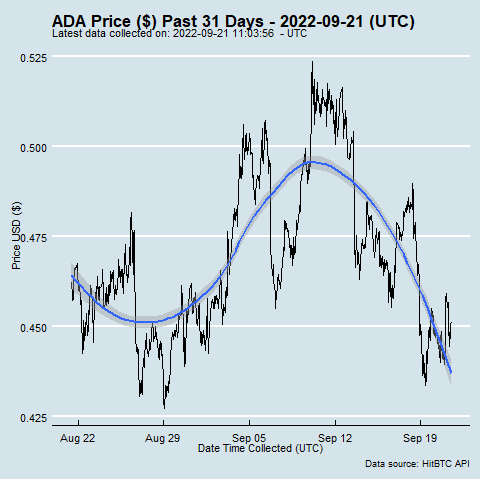 ADA Price ($) Past 31 Days - 2022-09-21 (UTC)
Latest data collected on: 2022-09-21 11:03:56 - UTC
0.525
0.500
0.475
0.450
0.425
Price USD ($)
Aug 22 Aug 29 Sep 05 Sep 12 Sep 19
Date Time Collected (UTC)
Data source: HitBTC API